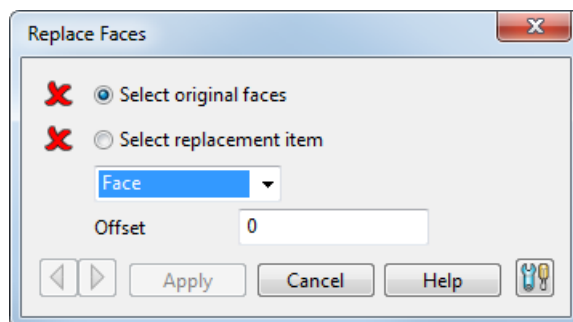 Replace Faces
Select original faces
Select replacement item
Face
Offset 0
Apply Cancel Help